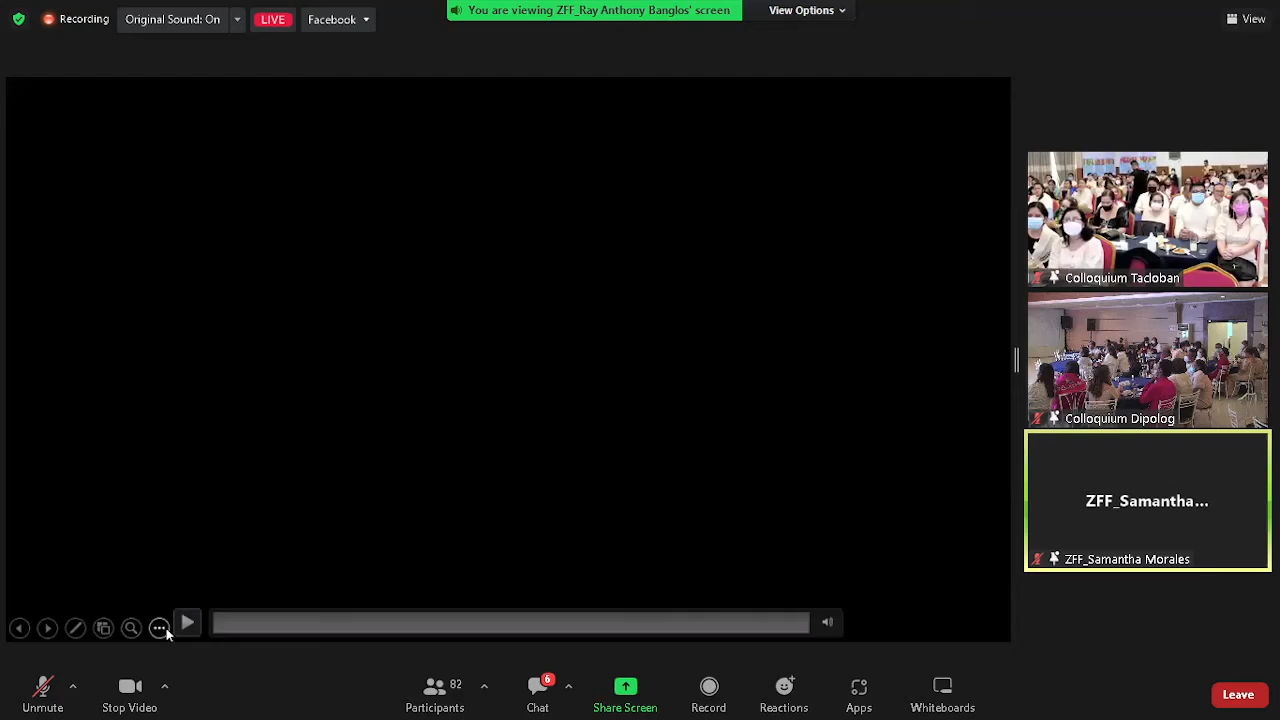 Recording
Original Sound: On
LIVE
Facebook
You are viewing ZFF_Ray Anthony Banglos' screen
View Options
View
Colloquium Tacloban
Colloquium Dipolog
ZFF_Samantha...
ZFF_Samantha Morales
Unmute
Stop Video
82
Participants
6
Chat
Share Screen
Record
Reactions
Apps
Whiteboards
Leave